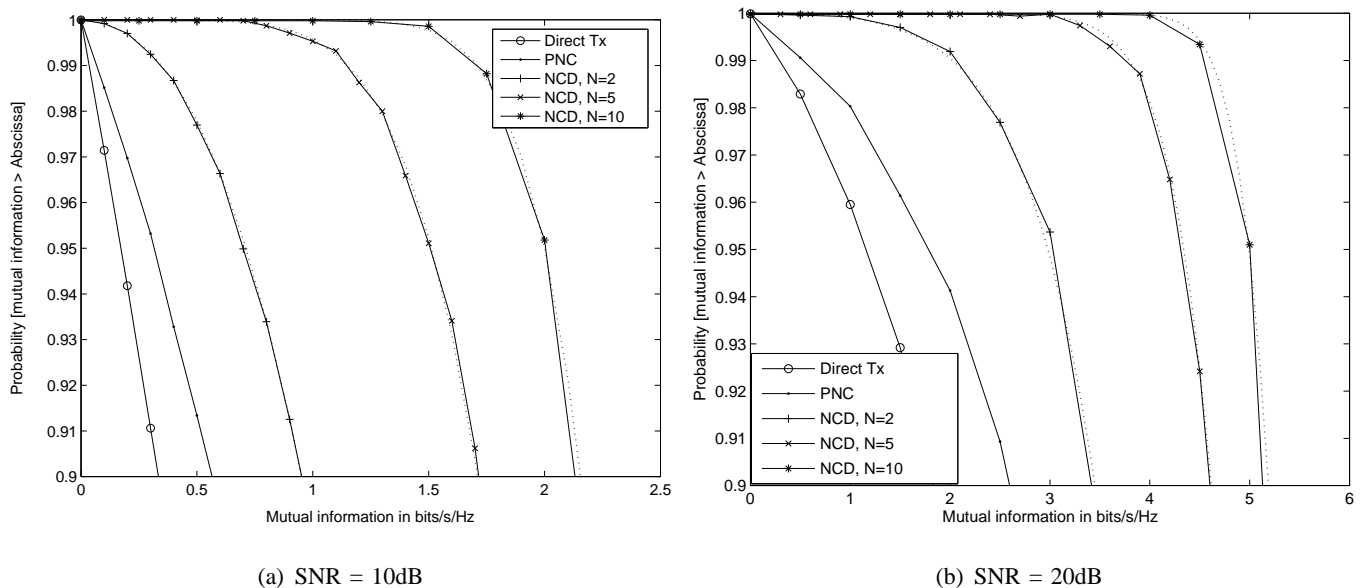 1
0.99
0.98
0.97
0.96
0.95
0.94
0.93
0.92
0.91
0.9
Probability [mutual information > Abscissa]
0 0.5 1 1.5 2 2.5
Mutual information in bits/s/Hz
Direct Tx
PNC
NCD, N=2
NCD, N=5
NCD, N=10
(a) SNR = 10dB
1
0.99
0.98
0.97
0.96
0.95
0.94
0.93
0.92
0.91
0.9
Probability [mutual information > Abscissa]
0 1 2 3 4 5 6
Mutual information in bits/s/Hz
Direct Tx
PNC
NCD, N=2
NCD, N=5
NCD, N=10
(b) SNR = 20dB